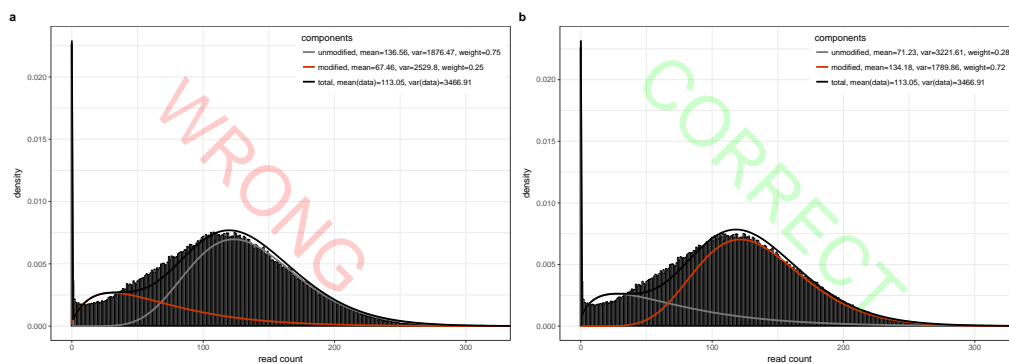 a
components
unmodified, mean=136.56, var=1876.47, weight=0.75
modified, mean=67.46, var=2529.8, weight=0.25
total, mean(data)=113.05, var(data)=3466.91
WRONG
density
0.020
0.015
0.010
0.005
0.000
0
100
200
300
read count
b
components
unmodified, mean=71.23, var=3221.61, weight=0.28
modified, mean=134.18, var=1789.86, weight=0.72
total, mean(data)=113.05, var(data)=3466.91
CORRECT
density
0.020
0.015
0.010
0.005
0.000
0
100
200
300
read count